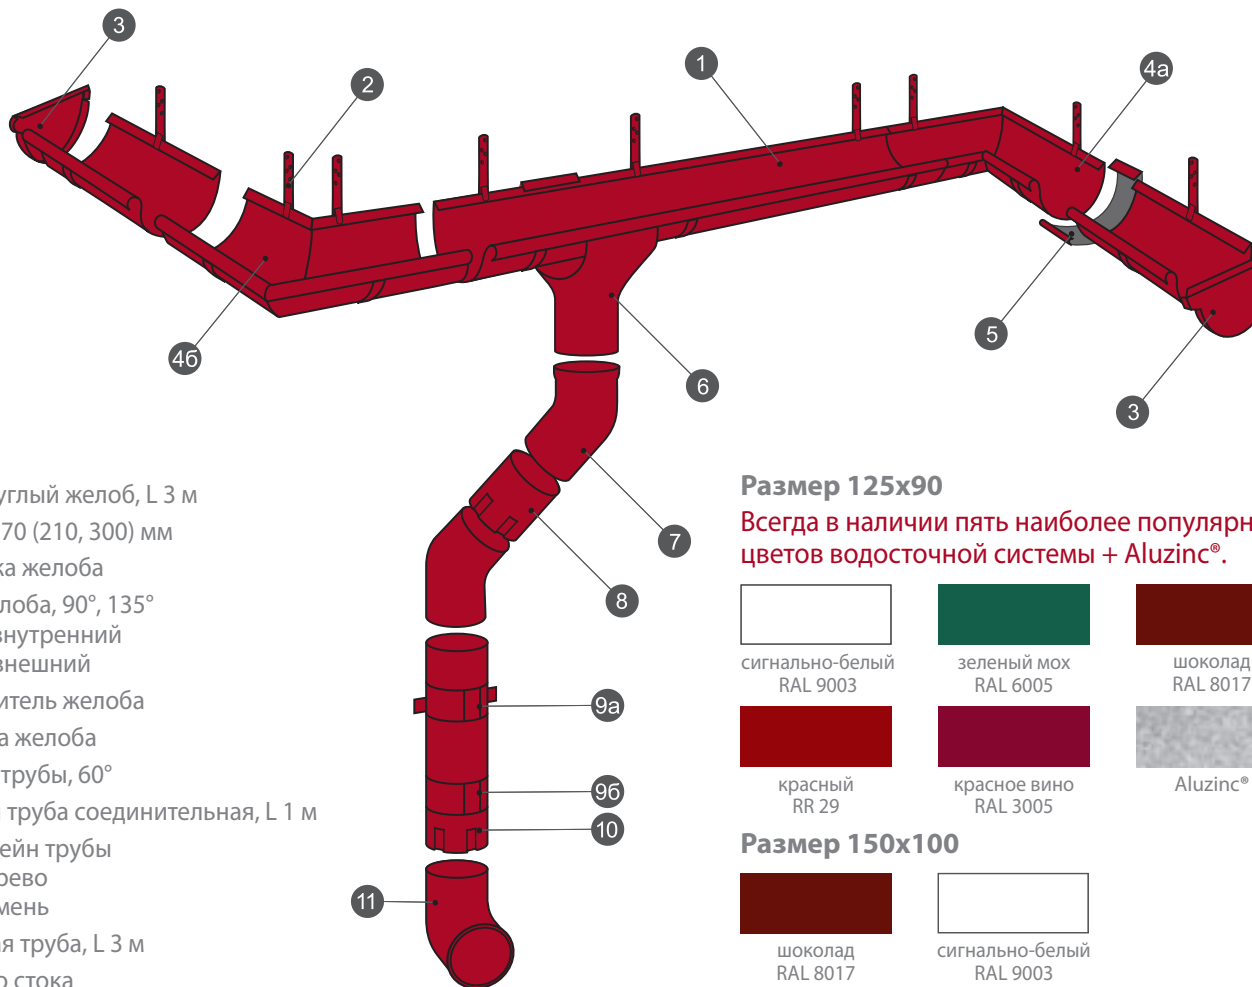 3
2
1
4а
4б
6
5
3
7
8
9а
9б
10
11
углый желоб, L 3 м
70 (210, 300) мм
ка желоба
лоба, 90°, 135°
внутренний
внешний
итель желоба
а желоба
трубы, 60°
труба соединительная, L 1 м
ейн трубы
рево
мень
ая труба, L 3 м
о стока
Размер 125х90
Всегда в наличии пять наиболее популярн
цветов водосточной системы + Aluzinc®.
сигнально-белый
RAL 9003
зеленый мох
RAL 6005
шоколад
RAL 8017
красный
RR 29
красное вино
RAL 3005
Aluzinc®
Размер 150х100
шоколад
RAL 8017
сигнально-белый
RAL 9003